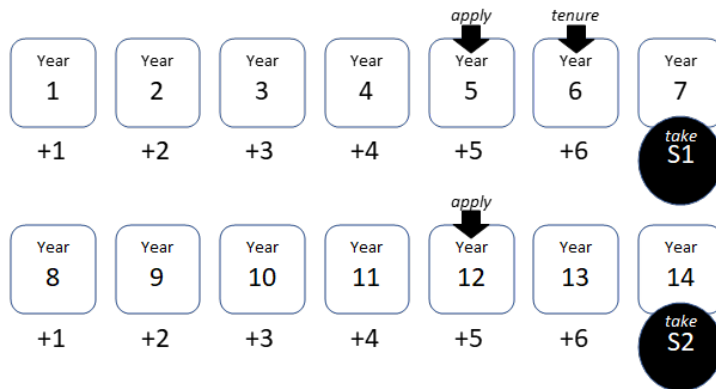 apply tenure
Year Year Year Year Year Year Year
1 2 3 4 5 6 7
+1 +2 +3 +4 +5 +6 take
S1
apply
Year Year Year Year Year Year Year
8 9 10 11 12 13 14
+1 +2 +3 +4 +5 +6 take
S2